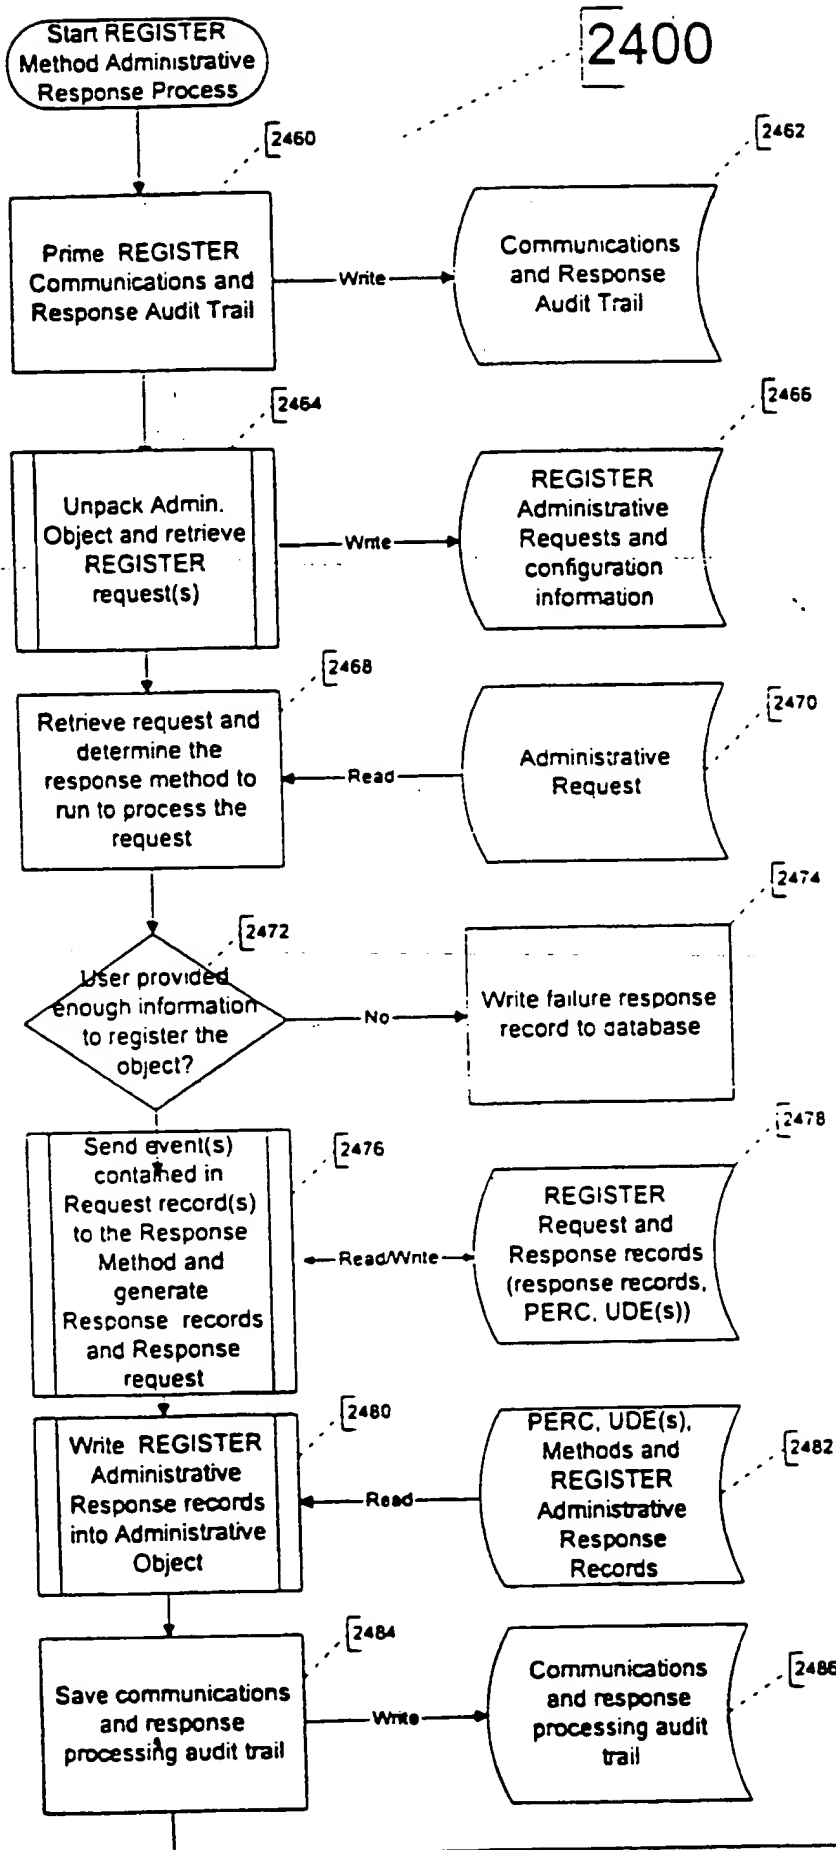 Start REGISTER
Method Administrative
Response Process
2400
2460
2462
Prime REGISTER
Communications and
Response Audit Trail
Write
Communications
and Response
Audit Trail
2464
2466
Unpack Admin.
Object and retrieve
REGISTER
request(s)
Write
REGISTER
Administrative
Requests and
configuration
information
2468
2470
Retrieve request and
determine the
response method to
run to process the
request
Read
Administrative
Request
2472
2474
User provided
enough information
to register the
object?
No
Write failure response
record to database
2476
2478
Send event(s)
contained in
Request record(s)
to the Response
Method and
generate
Response records
and Response
request
Read/Write
REGISTER
Request and
Response records
(response records,
PERC, UDE(s))
2480
2482
Write REGISTER
Administrative
Response records
into Administrative
Object
Read
PERC, UDE(s),
Methods and
REGISTER
Administrative
Response
Records
2484
2486
Save communications
and response
processing audit trail
Write
Communications
and response
processing audit
trail